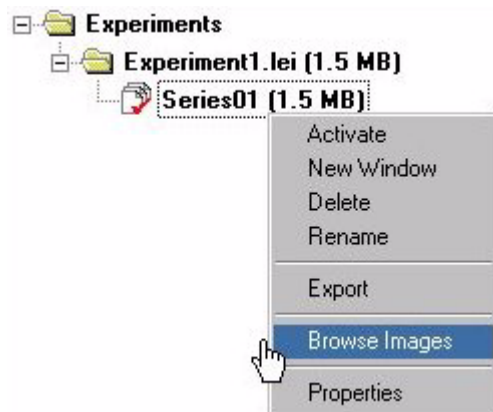 Experiments
Experiment1.lei (1.5 MB)
Series01 (1.5 MB)
Activate
New Window
Delete
Rename
Export
Browse Images
Properties